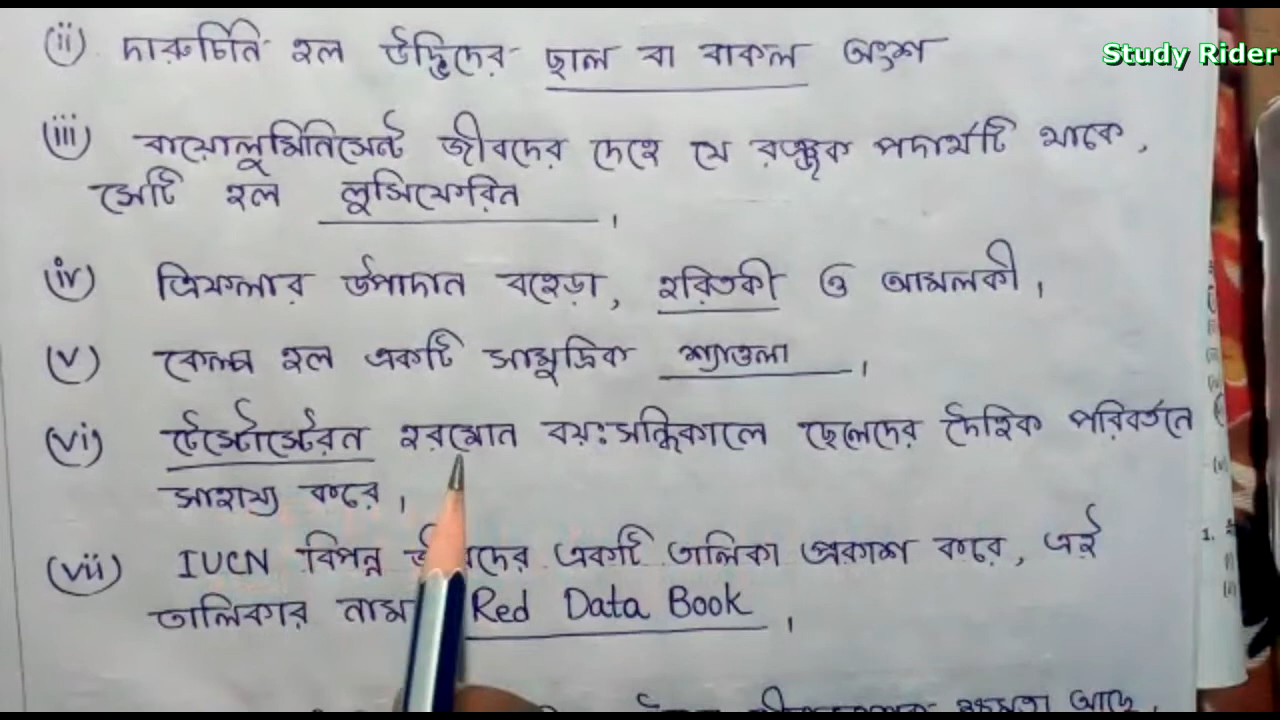 Study Rider
(ii) দারুচিনি হল উদ্ভিদের ছাল বা বাকল অংশ
(iii) বায়োলুমিনিসেন্ট জীবদের দেহে যে রঞ্জক পদার্থটি থাকে,
সেটি হল লুসিফেরিন।
(iv) ত্রিফলার উপাদান বহেড়া, হরিতকী ও আমলকী।
(v) কেল্প হল একটি সামুদ্রিক শ্যাওলা।
(vi) টেস্টোস্টেরন হরমোন বয়ঃসন্ধিকালে ছেলেদের দৈহিক পরিবর্তনে
সাহায্য করে।
(vii) IUCN বিপন্ন একটি তালিকা প্রকাশ করে, এই
তালিকার নাম Red Data Book।
আছে,